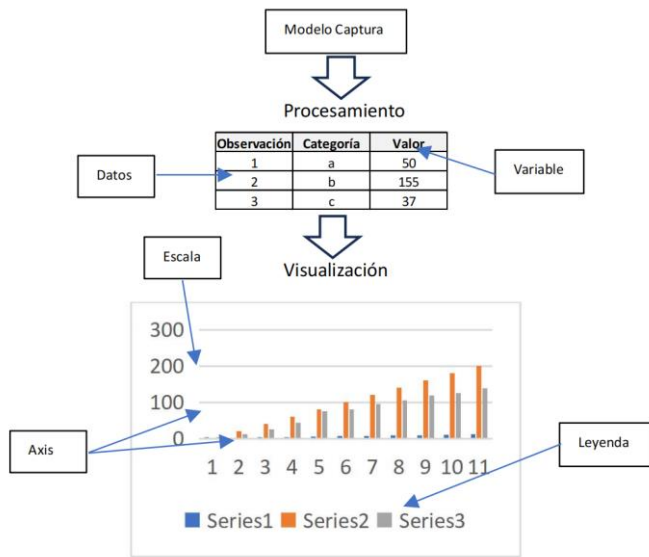 Modelo Captura
Procesamiento
Observación Categoría Valor
1 a 50
2 b 155
3 c 37
Datos
Variable
Escala
Visualización
300
200
100
0
1 2 3 4 5 6 7 8 9 10 11
Axis
Leyenda
Series1 Series2 Series3